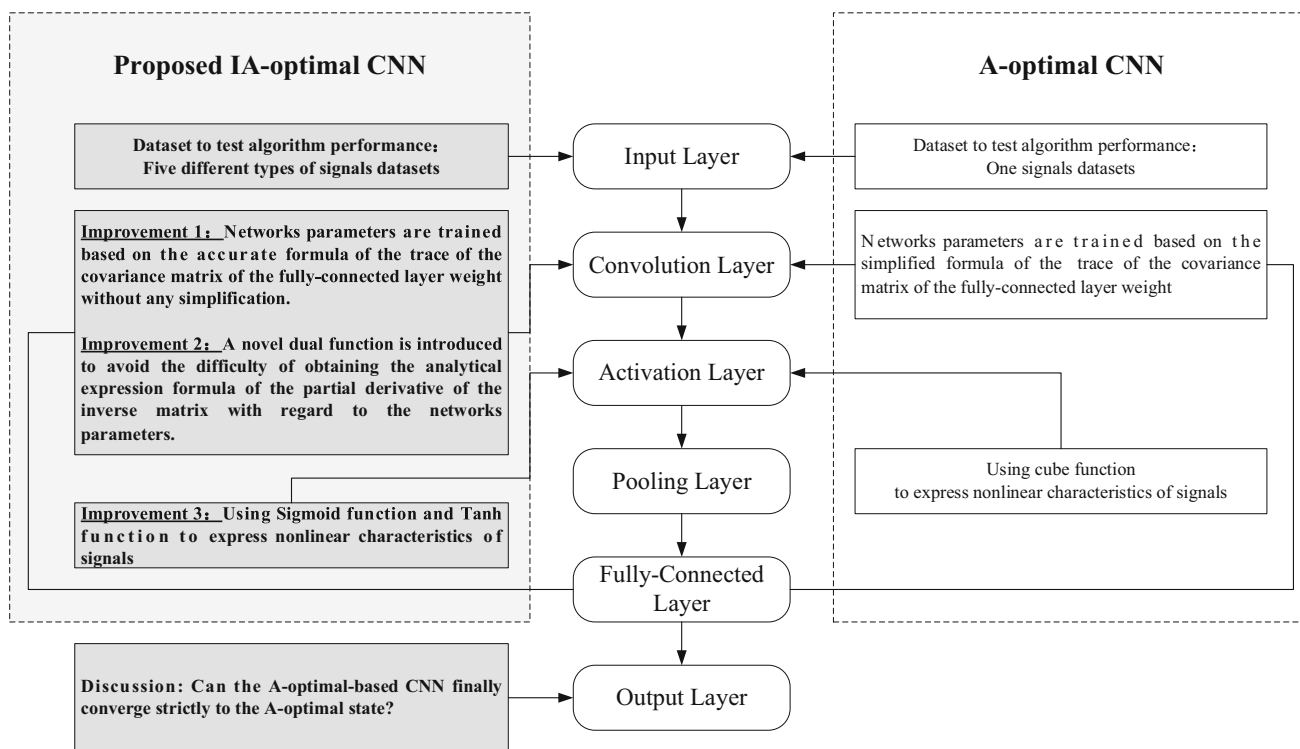 Proposed IA-optimal CNN
Dataset to test algorithm performance：
Five different types of signals datasets
Improvement 1： Networks parameters are trained
based on the accurate formula of the trace of the
covariance matrix of the fully-connected layer weight
without any simplification.
Improvement 2： A novel dual function is introduced
to avoid the difficulty of obtaining the analytical
expression formula of the partial derivative of the
inverse matrix with regard to the networks
parameters.
Improvement 3： Using Sigmoid function and Tanh
function to express nonlinear characteristics of
signals
Discussion: Can the A-optimal-based CNN finally
converge strictly to the A-optimal state?
Input Layer
Convolution Layer
Activation Layer
Pooling Layer
Fully-Connected
Layer
Output Layer
A-optimal CNN
Dataset to test algorithm performance：
One signals datasets
Networks parameters are trained based on the
simplified formula of the trace of the covariance
matrix of the fully-connected layer weight
Using cube function
to express nonlinear characteristics of signals